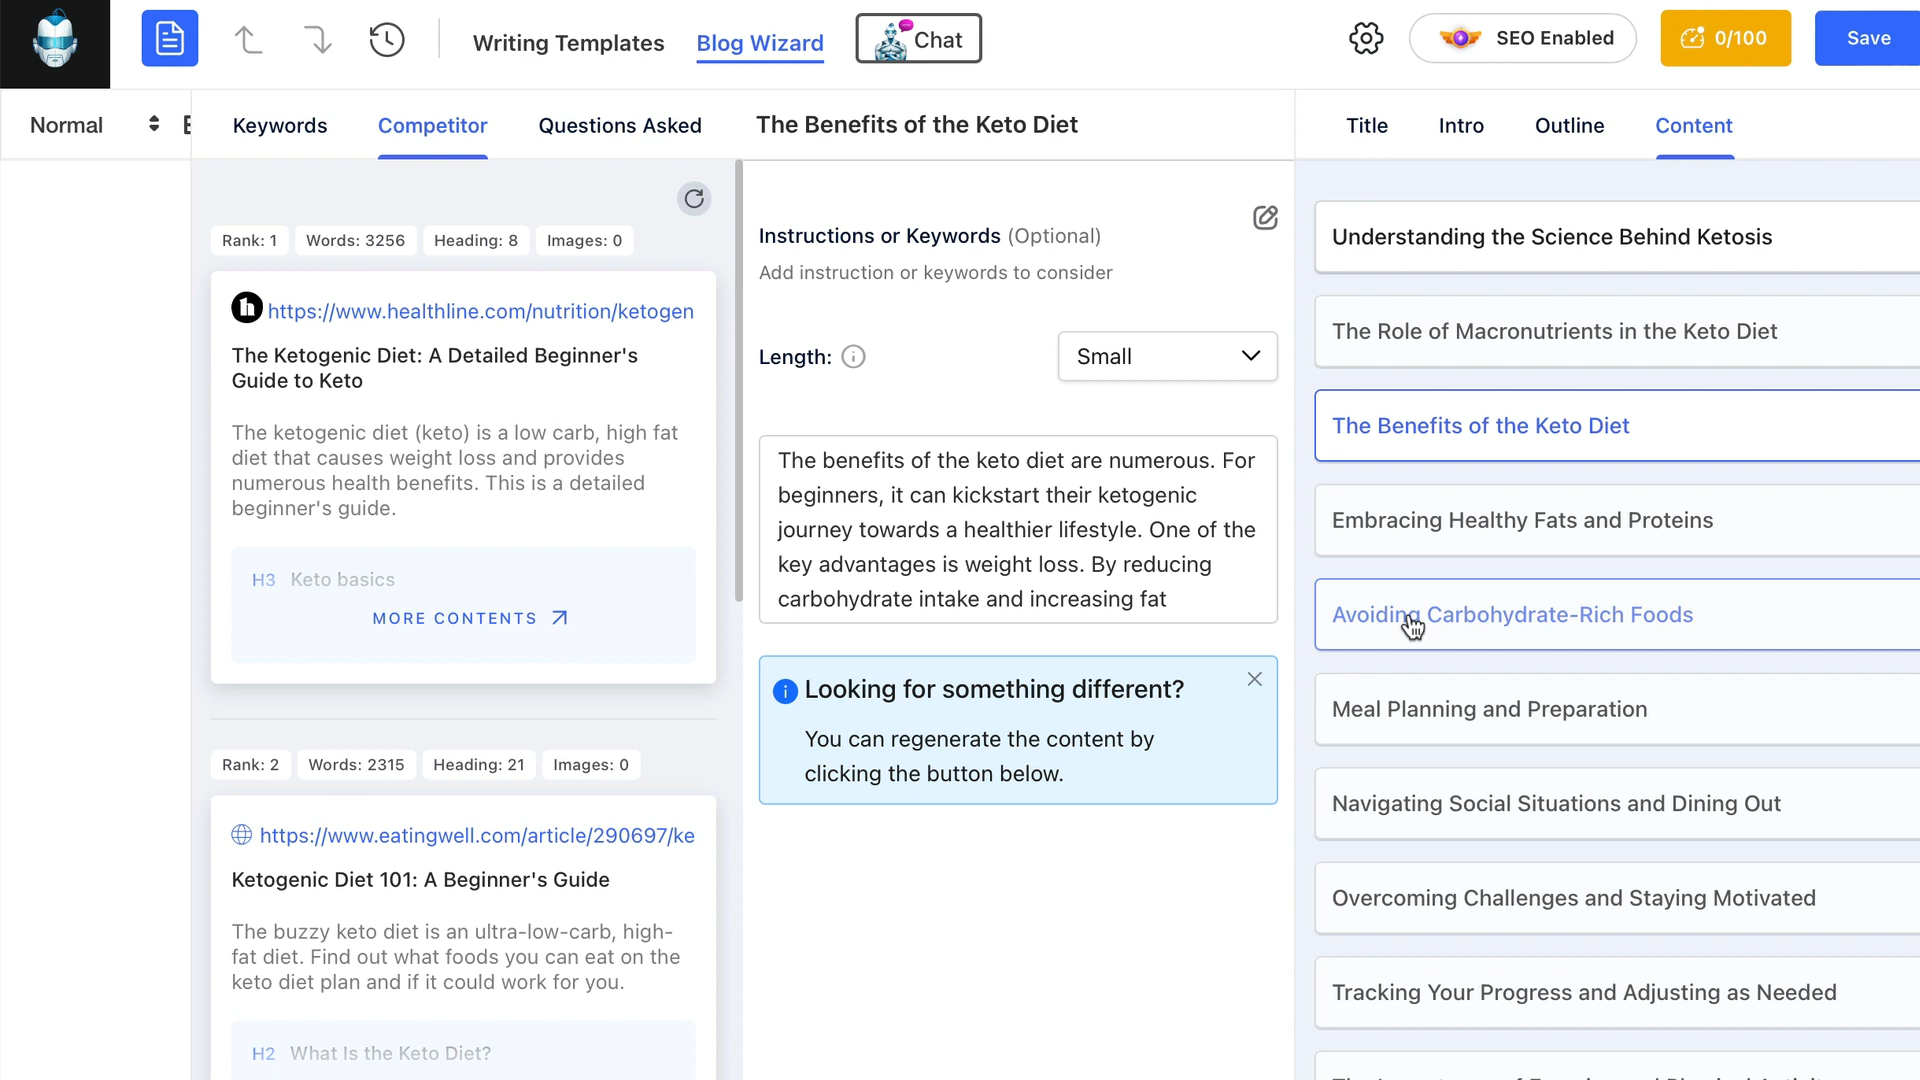 Writing Templates
Blog Wizard
Chat
SEO Enabled
0/100
Save
Normal
Keywords
Competitor
Questions Asked
The Benefits of the Keto Diet
Title
Intro
Outline
Content
Rank: 1
Words: 3256
Heading: 8
Images: 0
https://www.healthline.com/nutrition/ketogen
The Ketogenic Diet: A Detailed Beginner's
Guide to Keto
The ketogenic diet (keto) is a low carb, high fat
diet that causes weight loss and provides
numerous health benefits. This is a detailed
beginner's guide.
H3 Keto basics
MORE CONTENTS
Rank: 2
Words: 2315
Heading: 21
Images: 0
https://www.eatingwell.com/article/290697/ke
Ketogenic Diet 101: A Beginner's Guide
The buzzy keto diet is an ultra-low-carb, high-
fat diet. Find out what foods you can eat on the
keto diet plan and if it could work for you.
H2 What Is the Keto Diet?
Instructions or Keywords (Optional)
Add instruction or keywords to consider
Length:
Small
The benefits of the keto diet are numerous. For
beginners, it can kickstart their ketogenic
journey towards a healthier lifestyle. One of the
key advantages is weight loss. By reducing
carbohydrate intake and increasing fat
Looking for something different?
You can regenerate the content by
clicking the button below.
Understanding the Science Behind Ketosis
The Role of Macronutrients in the Keto Diet
The Benefits of the Keto Diet
Embracing Healthy Fats and Proteins
Avoiding Carbohydrate-Rich Foods
Meal Planning and Preparation
Navigating Social Situations and Dining Out
Overcoming Challenges and Staying Motivated
Tracking Your Progress and Adjusting as Needed